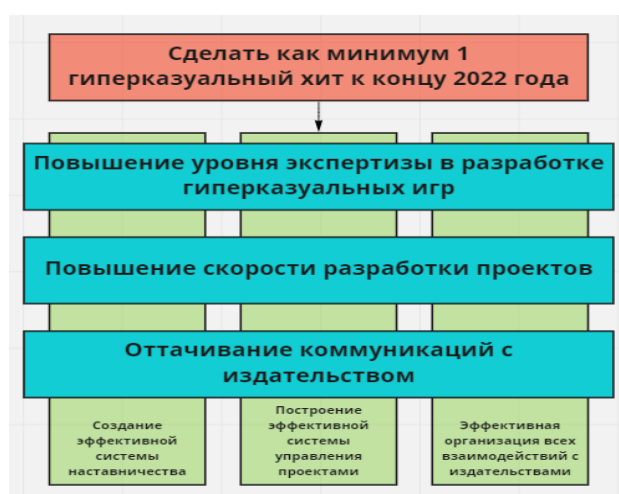 Сделать как минимум 1
гиперказуальный хит к концу 2022 года
Повышение уровня экспертизы в разработке
гиперказуальных игр
Повышение скорости разработки проектов
Оттачивание коммуникаций с
издательством
Создание
эффективной
системы
наставничества
Построение
эффективной
системы
управления
проектами
Эффективная
организация всех
взаимодействий с
издательствами